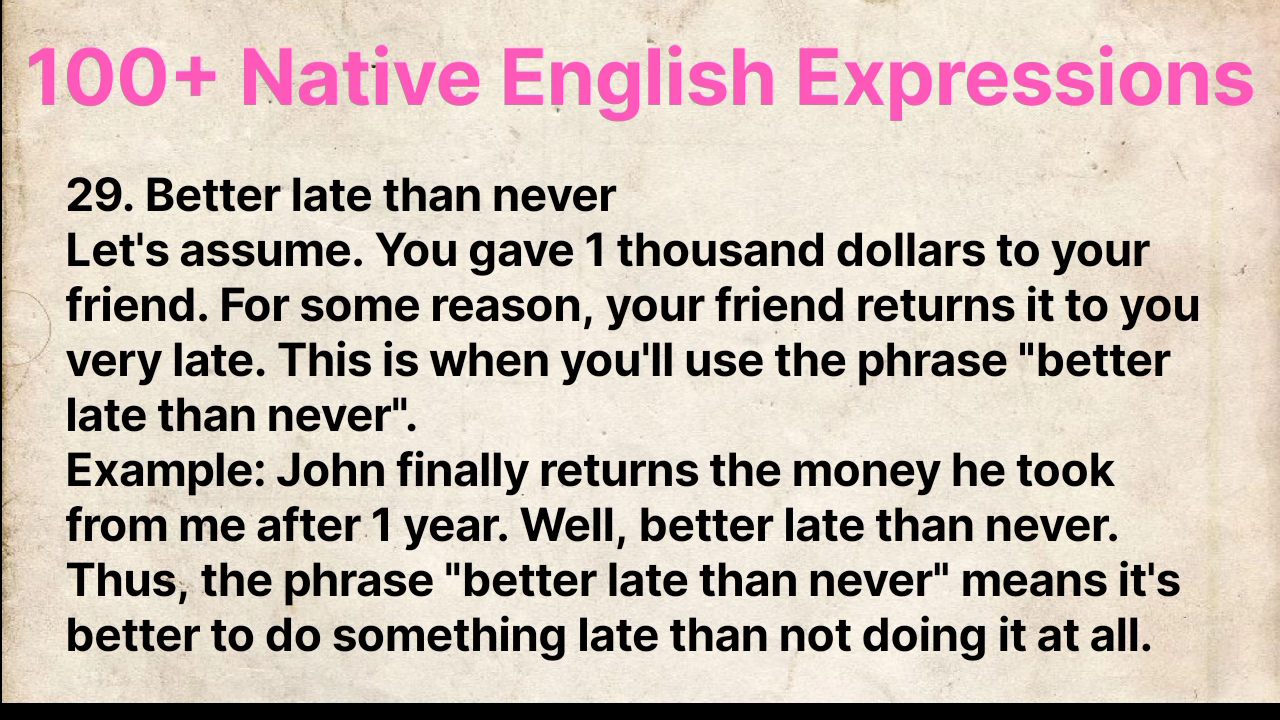 100+ Native English Expressions
29. Better late than never
Let's assume. You gave 1 thousand dollars to your
friend. For some reason, your friend returns it to you
very late. This is when you'll use the phrase "better
late than never".
Example: John finally returns the money he took
from me after 1 year. Well, better late than never.
Thus, the phrase "better late than never" means it's
better to do something late than not doing it at all.